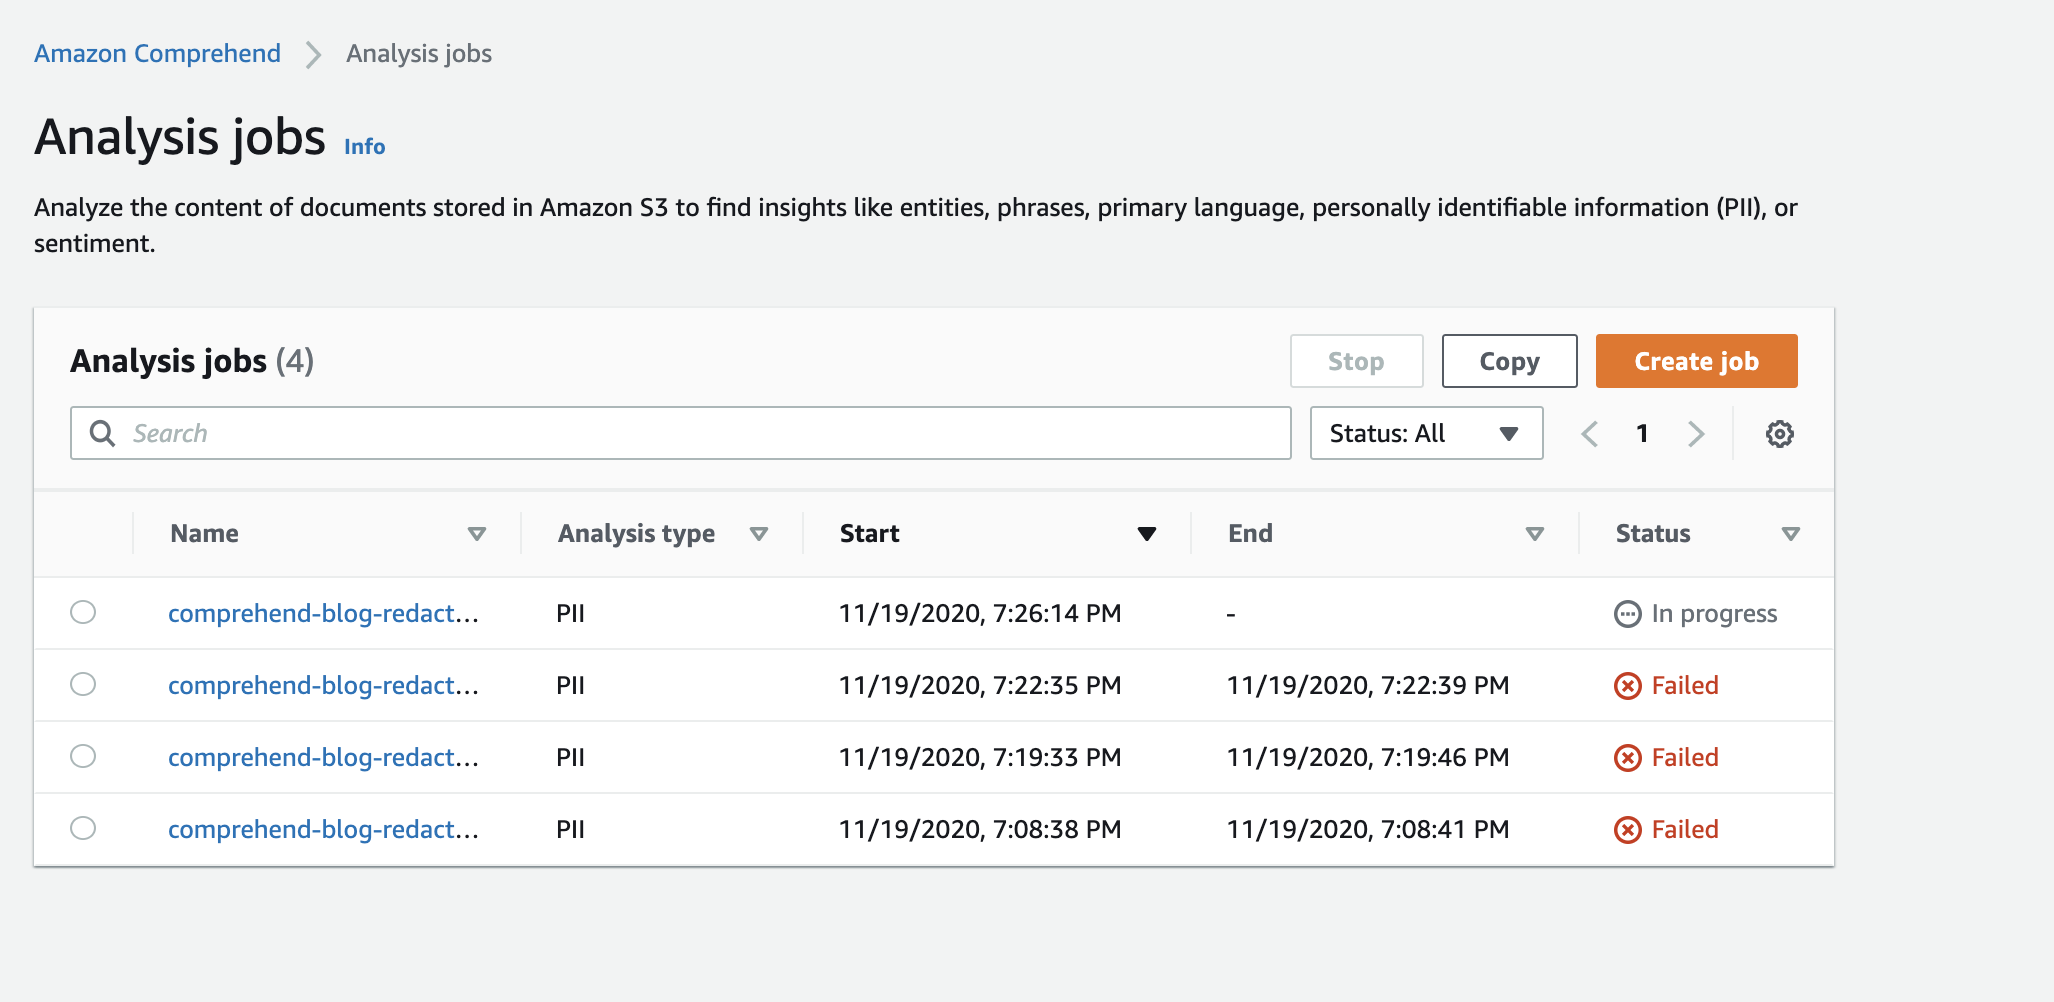 Amazon Comprehend Analysis jobs
Analysis jobs Info
Analyze the content of documents stored in Amazon S3 to find insights like entities, phrases, primary language, personally identifiable information (PII), or
sentiment.
Analysis jobs (4) Stop Copy Create job
Search Status: All 1
Name Analysis type Start End Status
comprehend-blog-redact... PII 11/19/2020, 7:26:14 PM - In progress
comprehend-blog-redact... PII 11/19/2020, 7:22:35 PM 11/19/2020, 7:22:39 PM Failed
comprehend-blog-redact... PII 11/19/2020, 7:19:33 PM 11/19/2020, 7:19:46 PM Failed
comprehend-blog-redact... PII 11/19/2020, 7:08:38 PM 11/19/2020, 7:08:41 PM Failed